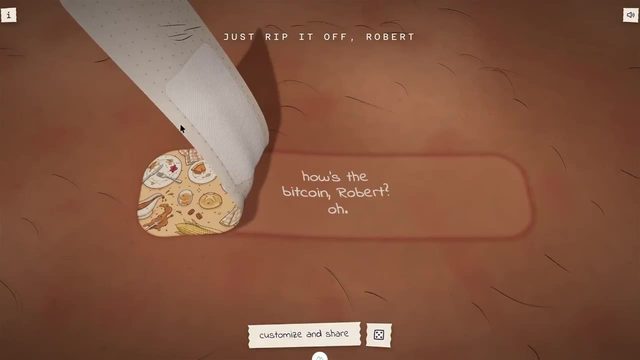 i
JUST RIP IT OFF, ROBERT
how's the
bitcoin, Robert?
oh.
customize and share